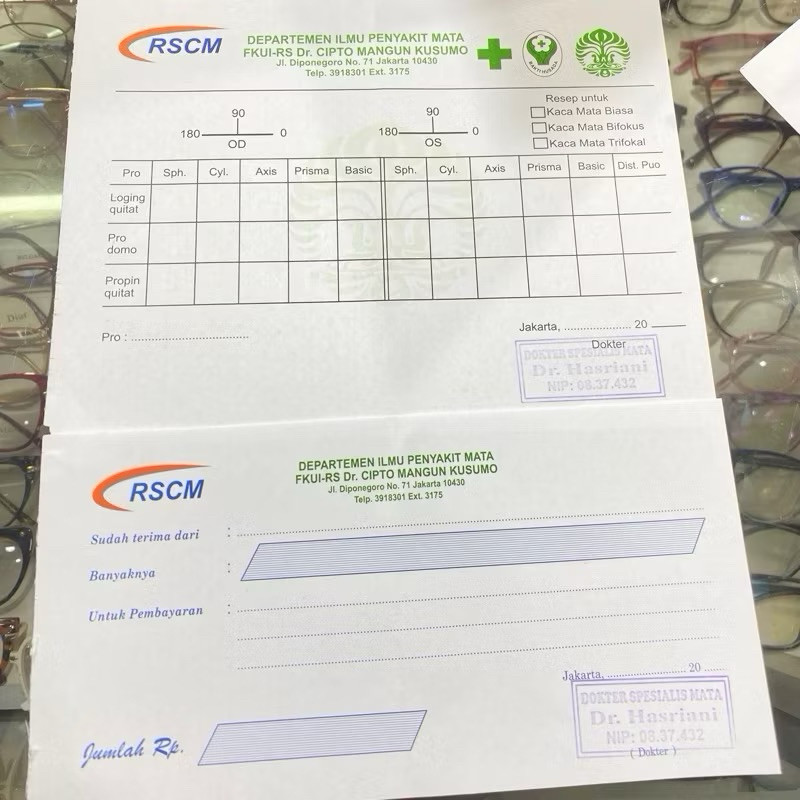 RSCM
DEPARTEMEN ILMU PENYAKIT MATA
FKUI-RS Dr. CIPTO MANGUN KUSUMO
Jl. Diponegoro No. 71 Jakarta 10430
Telp. 3918301 Ext. 3175
BAKTI HUSADA
Resep untuk
Kaca Mata Biasa
Kaca Mata Bifokus
Kaca Mata Trifokal
90
180 0
OD
90
180 0
OS
Pro Sph. Cyl. Axis Prisma Basic Sph. Cyl. Axis Prisma Basic Dist. Puo
Loging
quitat
Pro
domo
Propin
quitat
Pro : ....................................
Jakarta, ..................... 20 ____
Dokter
DOKTER SPESIALIS MATA
Dr. Hasriani
NIP: 08.37.432
RSCM
DEPARTEMEN ILMU PENYAKIT MATA
FKUI-RS Dr. CIPTO MANGUN KUSUMO
Jl. Diponegoro No. 71 Jakarta 10430
Telp. 3918301 Ext. 3175
Sudah terima dari :
Banyaknya :
Untuk Pembayaran :
Jakarta, ........................... 20 .......
DOKTER SPESIALIS MATA
Dr. Hasriani
NIP: 08.37.432
( Dokter )
Jumlah Rp.